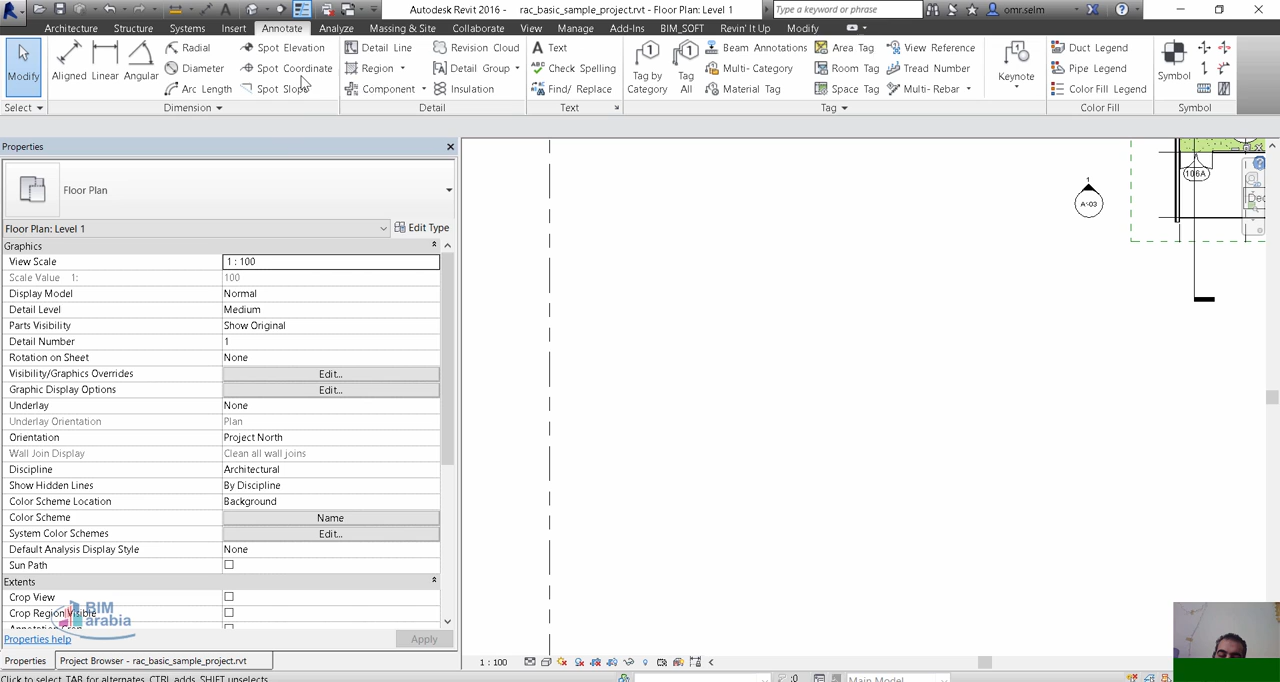 Autodesk Revit 2016 - rac_basic_sample_project.rvt - Floor Plan: Level 1
Type a keyword or phrase
omr.selm
Architecture Structure Systems Insert Annotate Analyze Massing & Site Collaborate View Manage Add-Ins BIM_SOFT Revin' It Up Modify
Modify
Select
Aligned Linear Angular
Radial
Diameter
Arc Length
Spot Elevation
Spot Coordinate
Spot Slope
Dimension
Detail Line
Region
Component
Revision Cloud
Detail Group
Insulation
Detail
A Text
Check Spelling
Find/ Replace
Text
Tag by Category
Tag All
Beam Annotations
Multi- Category
Material Tag
Area Tag
Room Tag
Space Tag
View Reference
Tread Number
Multi- Rebar
Tag
Keynote
Duct Legend
Pipe Legend
Color Fill Legend
Color Fill
Symbol
Symbol
Properties
Floor Plan
Floor Plan: Level 1
Edit Type
Graphics
View Scale 1 : 100
Scale Value 1: 100
Display Model Normal
Detail Level Medium
Parts Visibility Show Original
Detail Number 1
Rotation on Sheet None
Visibility/Graphics Overrides Edit...
Graphic Display Options Edit...
Underlay None
Underlay Orientation Plan
Wall Join Display Clean all wall joins
Orientation Project North
Discipline Architectural
Show Hidden Lines By Discipline
Color Scheme Location Background
Color Scheme Name
System Color Schemes Edit...
Default Analysis Display Style None
Sun Path
Extents
Crop View
Crop Region Visible
BIM
arabia
Properties help
Apply
Properties
Project Browser - rac_basic_sample_project.rvt
1
A-03
106A
1 : 100
Click to select, TAB for alternates, CTRL adds, SHIFT unselects.
:0
Main Model